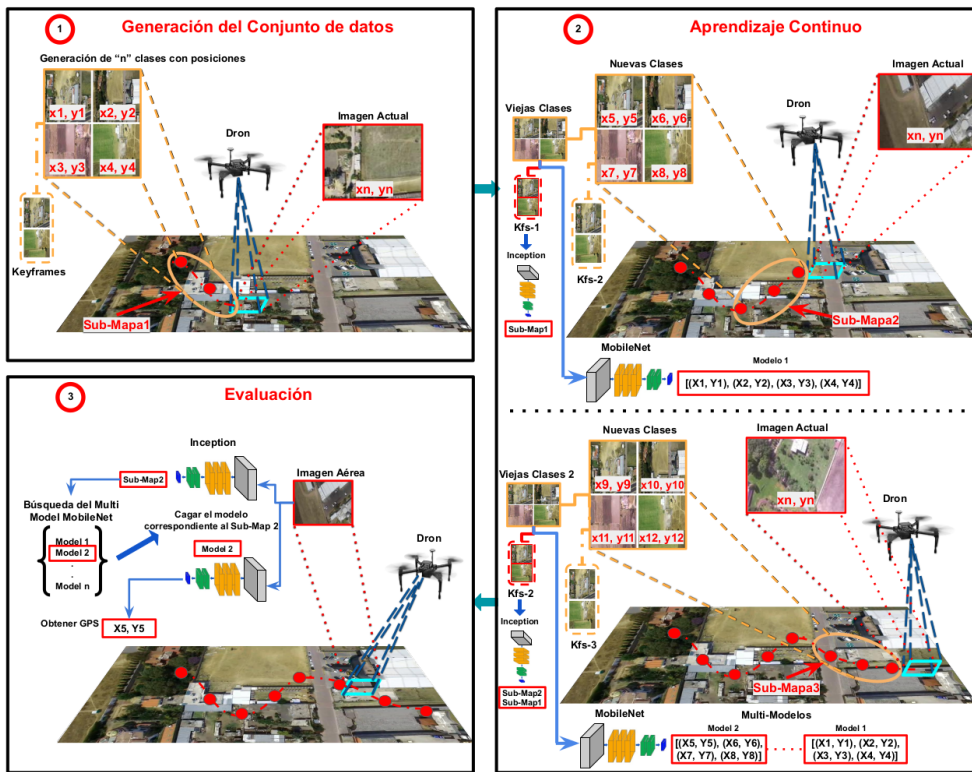 1
Generación del Conjunto de datos
Generación de “n” clases con posiciones
x1, y1
x2, y2
x3, y3
x4, y4
Keyframes
Dron
Imagen Actual
xn, yn
Sub-Mapa1
2
Aprendizaje Continuo
Viejas Clases
Nuevas Clases
x5, y5
x6, y6
x7, y7
x8, y8
Imagen Actual
xn, yn
Dron
Kfs-1
Inception
Sub-Map1
Kfs-2
Sub-Mapa2
MobileNet
Modelo 1
[(X1, Y1), (X2, Y2), (X3, Y3), (X4, Y4)]
Viejas Clases 2
Nuevas Clases
x9, y9
x10, y10
x11, y11
x12, y12
Imagen Actual
xn, yn
Dron
Kfs-2
Inception
Sub-Map2
Sub-Map1
Kfs-3
Sub-Mapa3
MobileNet
Multi-Modelos
Model 2
[(X5, Y5), (X6, Y6),
(X7, Y7), (X8, Y8)]
Model 1
[(X1, Y1), (X2, Y2),
(X3, Y3), (X4, Y4)]
3
Evaluación
Inception
Sub-Map2
Imagen Aérea
Búsqueda del Multi
Model MobileNet
Model 1
Model 2
.
.
Model n
Cagar el modelo
correspondiente al Sub-Map 2
Model 2
Dron
Obtener GPS
X5, Y5